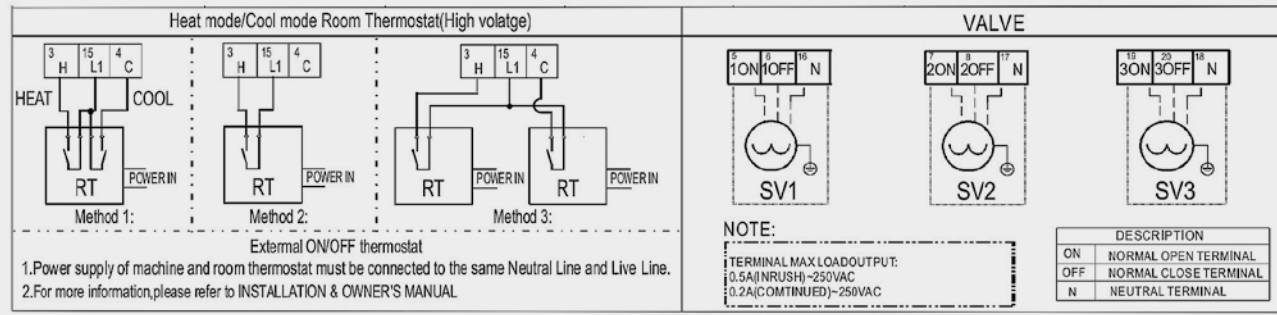 Heat mode/Cool mode Room Thermostat(High volatge)
3 H 15 L1 4 C
HEAT COOL
RT
POWER IN
Method 1:
3 H 15 L1 4 C
RT
POWER IN
Method 2:
3 H 15 L1 4 C
RT
POWER IN
RT
POWER IN
Method 3:
External ON/OFF thermostat
1.Power supply of machine and room thermostat must be connected to the same Neutral Line and Live Line.
2.For more information,please refer to INSTALLATION & OWNER'S MANUAL
VALVE
5 1ON 6 1OFF 16 N
SV1
7 2ON 8 2OFF 17 N
SV2
19 3ON 20 3OFF 18 N
SV3
NOTE:
TERMINAL MAX LOADOUTPUT:
0.5A(INRUSH)~250VAC
0.2A(COMTINUED)~250VAC
DESCRIPTION
ON NORMAL OPEN TERMINAL
OFF NORMAL CLOSE TERMINAL
N NEUTRAL TERMINAL